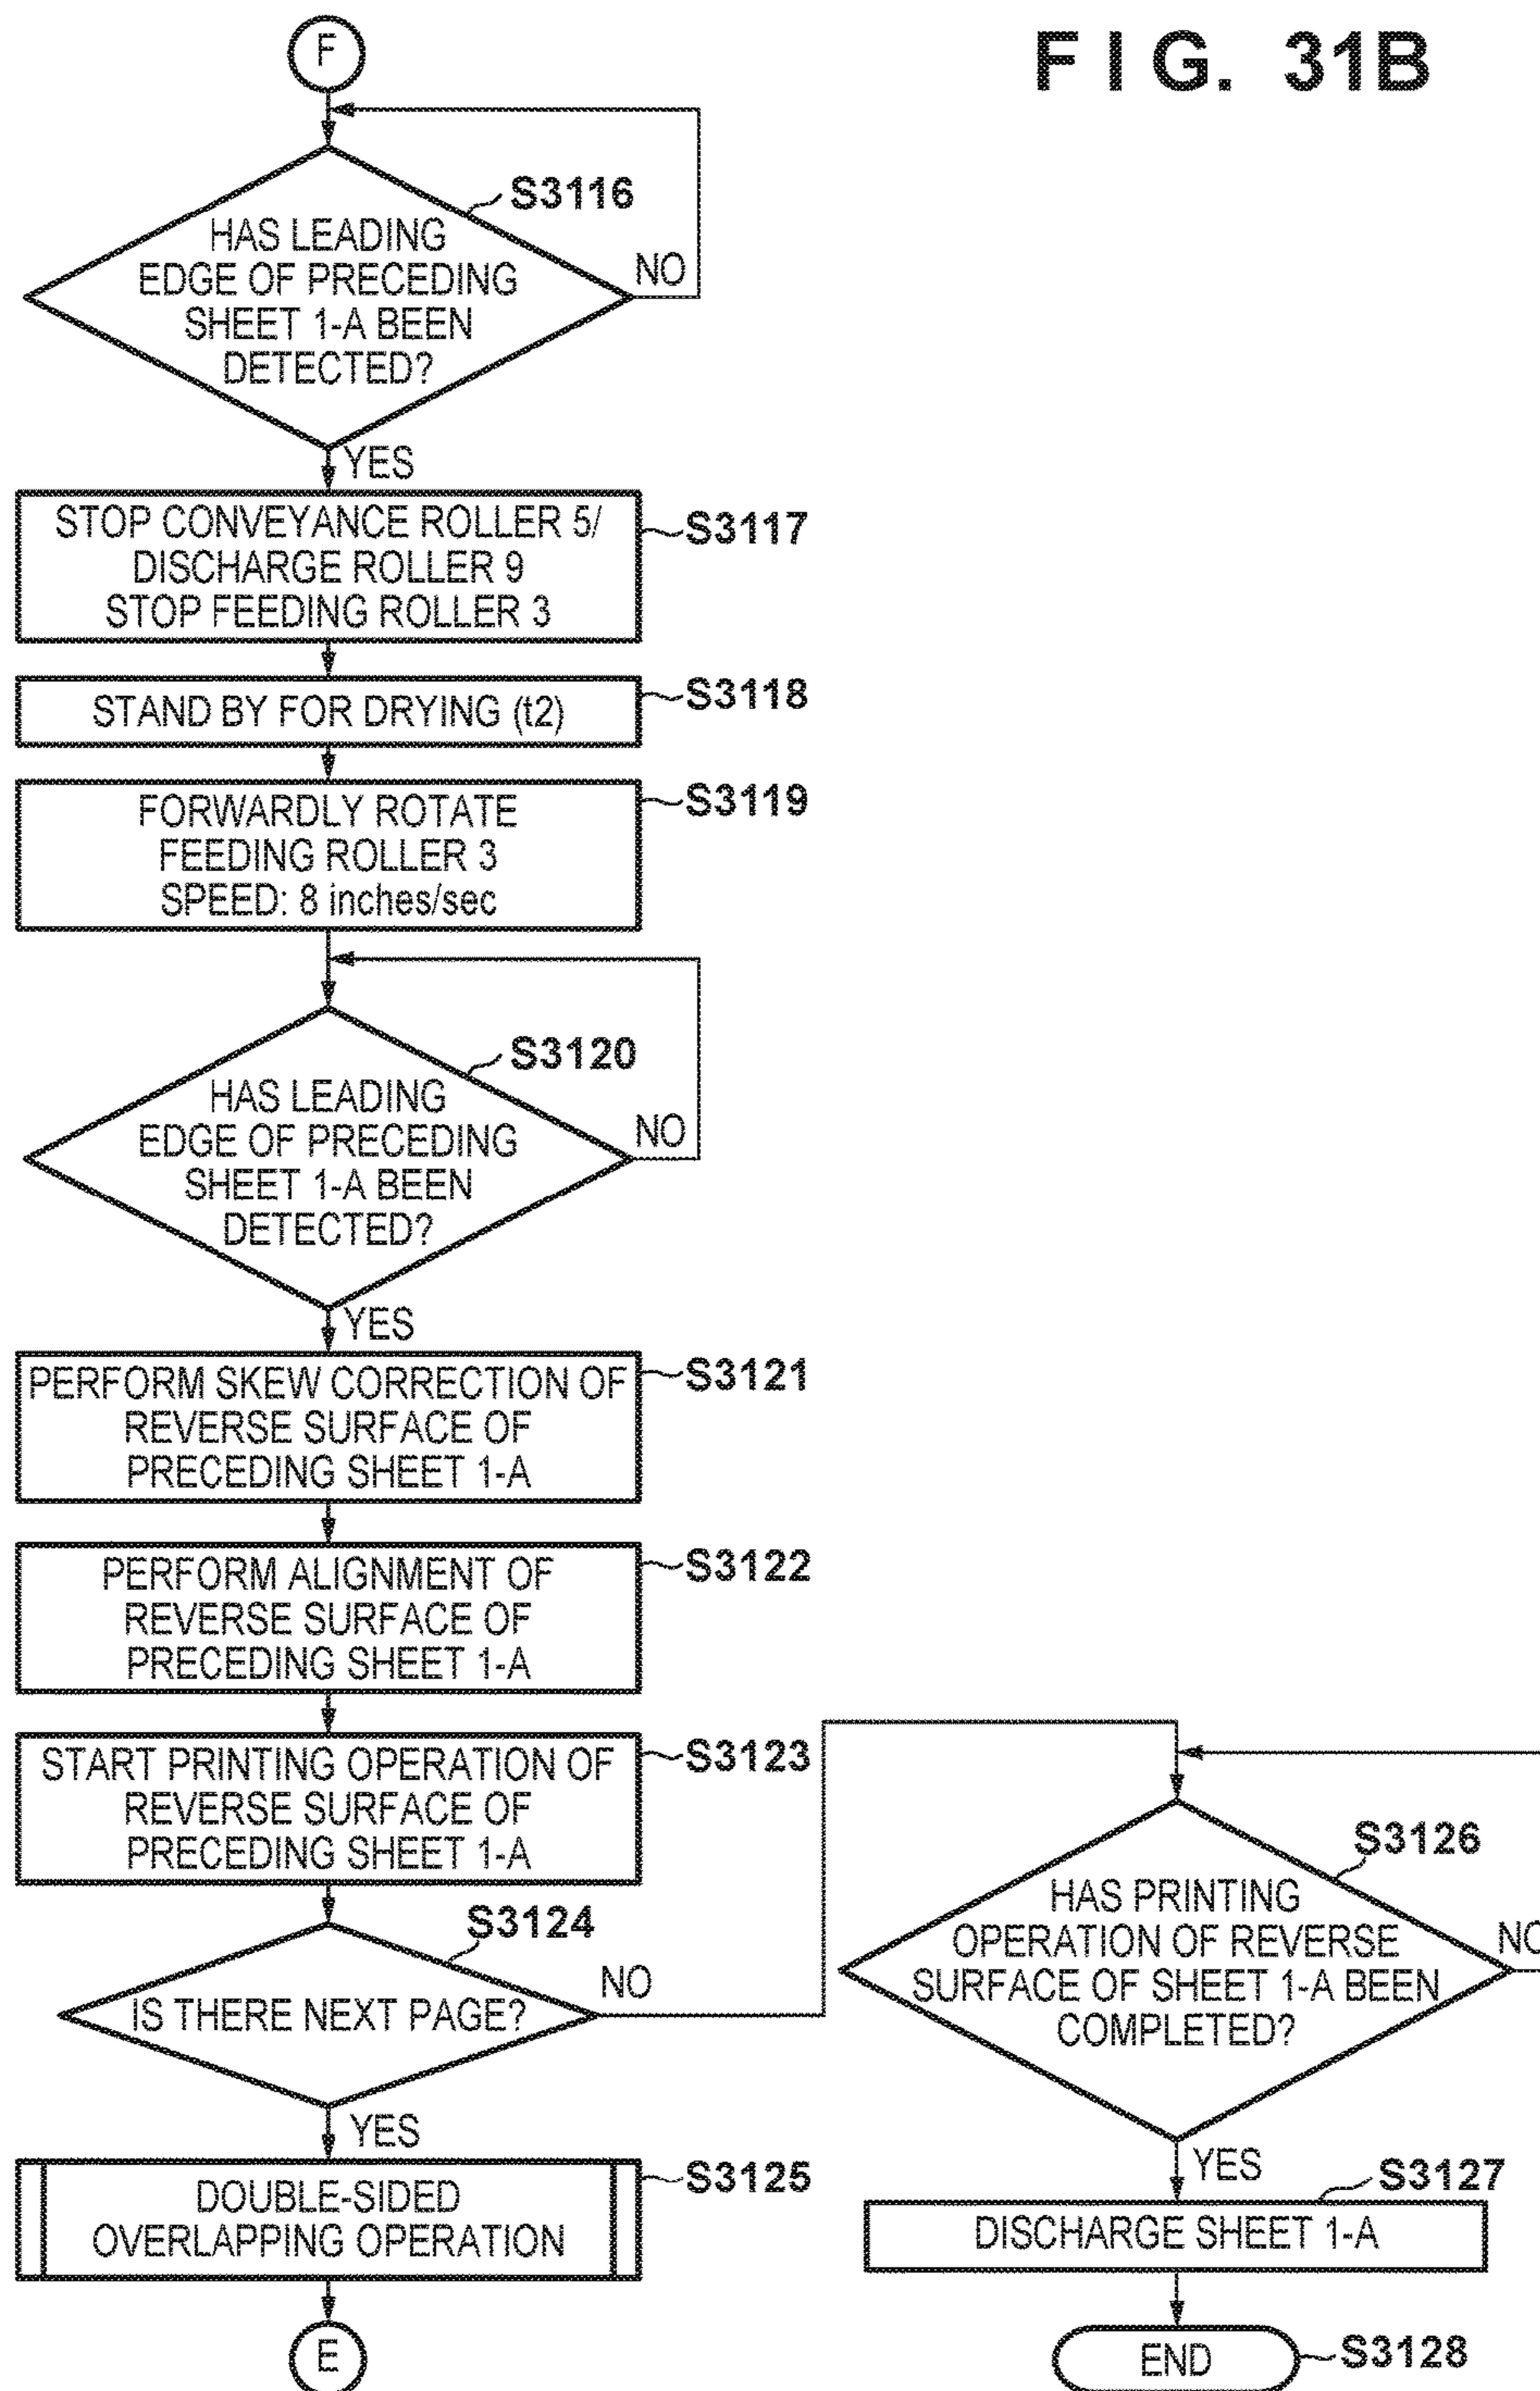 FIG. 31B
F
S3116
HAS LEADING
EDGE OF PRECEDING
SHEET 1-A BEEN
DETECTED?
NO
YES
STOP CONVEYANCE ROLLER 5/
DISCHARGE ROLLER 9
STOP FEEDING ROLLER 3
S3117
STAND BY FOR DRYING (t2)
S3118
FORWARDLY ROTATE
FEEDING ROLLER 3
SPEED: 8 inches/sec
S3119
S3120
HAS LEADING
EDGE OF PRECEDING
SHEET 1-A BEEN
DETECTED?
NO
YES
PERFORM SKEW CORRECTION OF
REVERSE SURFACE OF
PRECEDING SHEET 1-A
S3121
PERFORM ALIGNMENT OF
REVERSE SURFACE OF
PRECEDING SHEET 1-A
S3122
START PRINTING OPERATION OF
REVERSE SURFACE OF
PRECEDING SHEET 1-A
S3123
S3124
IS THERE NEXT PAGE?
NO
YES
DOUBLE-SIDED
OVERLAPPING OPERATION
S3125
E
S3126
HAS PRINTING
OPERATION OF REVERSE
SURFACE OF SHEET 1-A BEEN
COMPLETED?
NO
YES
S3127
DISCHARGE SHEET 1-A
END
S3128